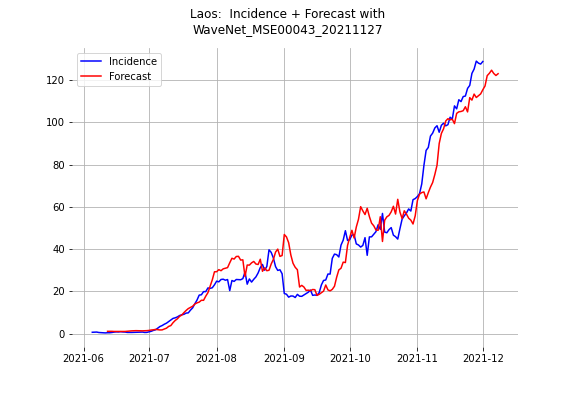 Laos:  Incidence + Forecast with
WaveNet_MSE00043_20211127
Incidence
Forecast
120
100
80
60
40
20
0
2021-06 2021-07 2021-08 2021-09 2021-10 2021-11 2021-12